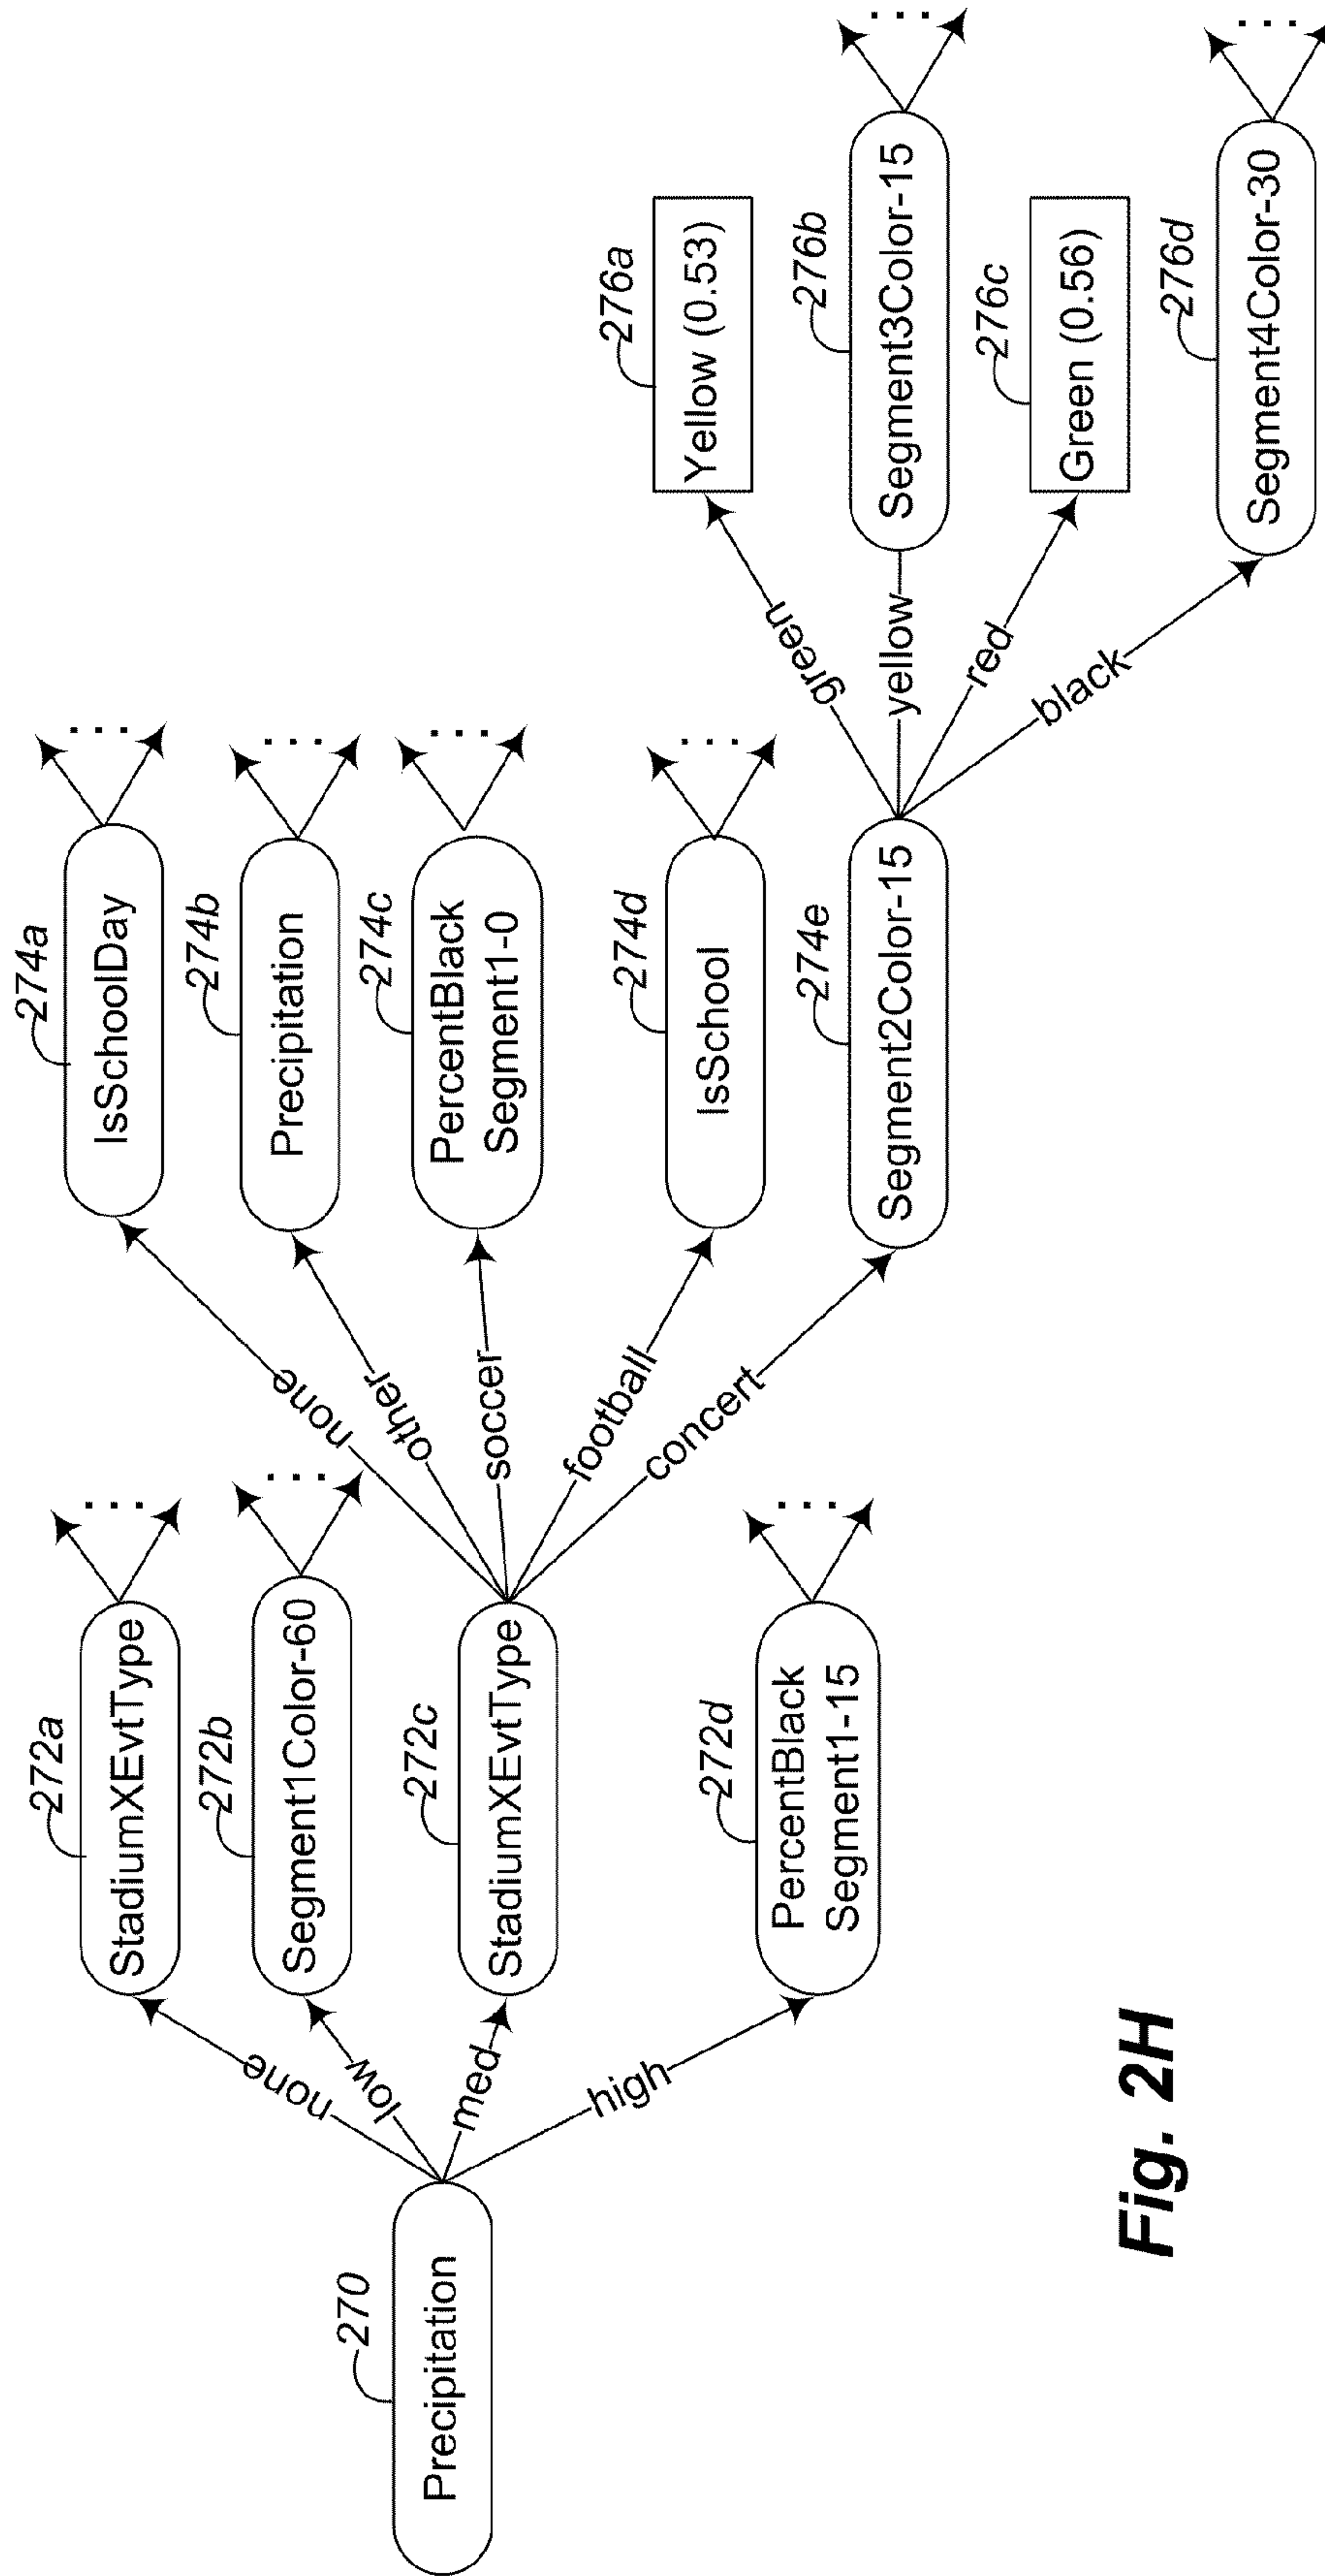 270
Precipitation
none
low
med
high
272a
StadiumXEvtType
...
272b
Segment1Color-60
...
272c
StadiumXEvtType
272d
PercentBlack
Segment1-15
...
none
other
soccer
football
concert
274a
IsSchoolDay
...
274b
Precipitation
...
274c
PercentBlack
Segment1-0
...
274d
IsSchool
...
274e
Segment2Color-15
green
yellow
red
black
276a
Yellow (0.53)
276b
Segment3Color-15
...
276c
Green (0.56)
276d
Segment4Color-30
...
Fig. 2H